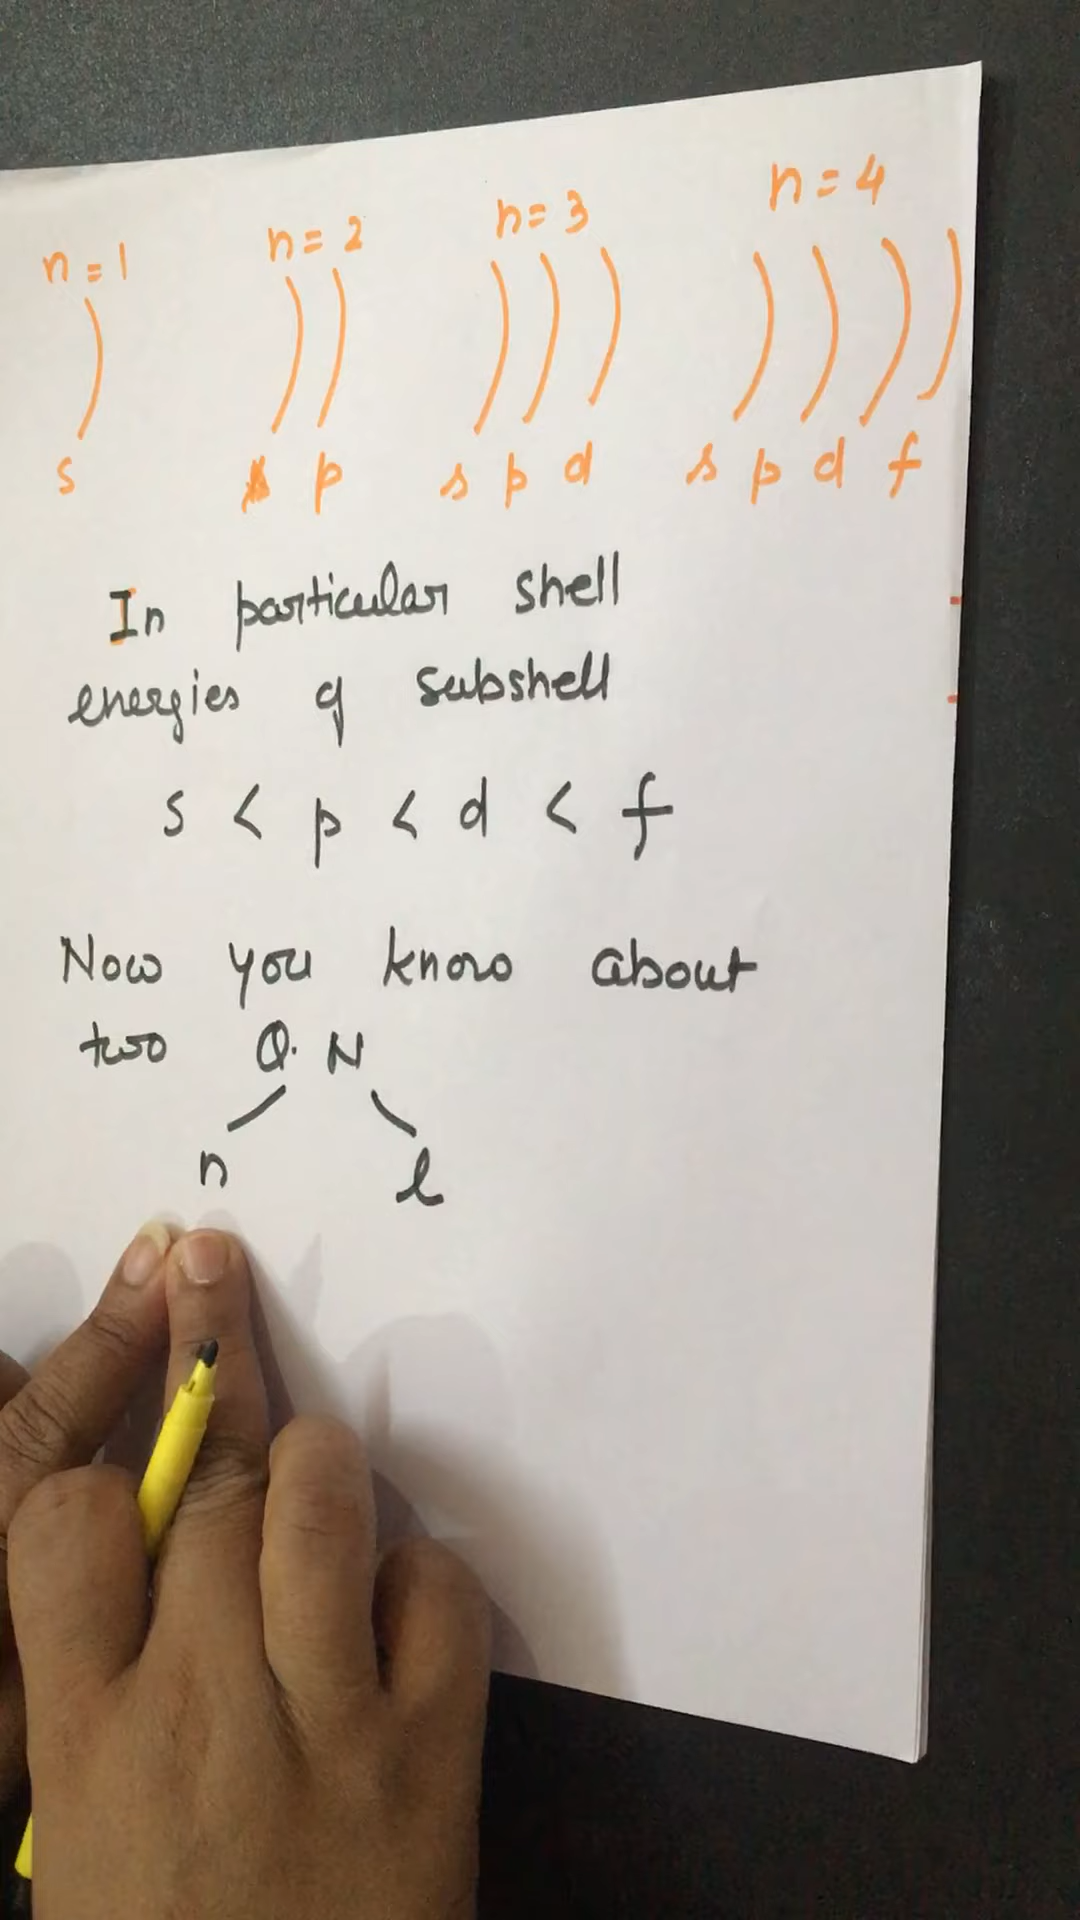 n=1 n=2 n=3 n=4
s s p s p d s p d f
In particular shell
energies of subshell
s < p < d < f
Now you know about
two Q.N
n l